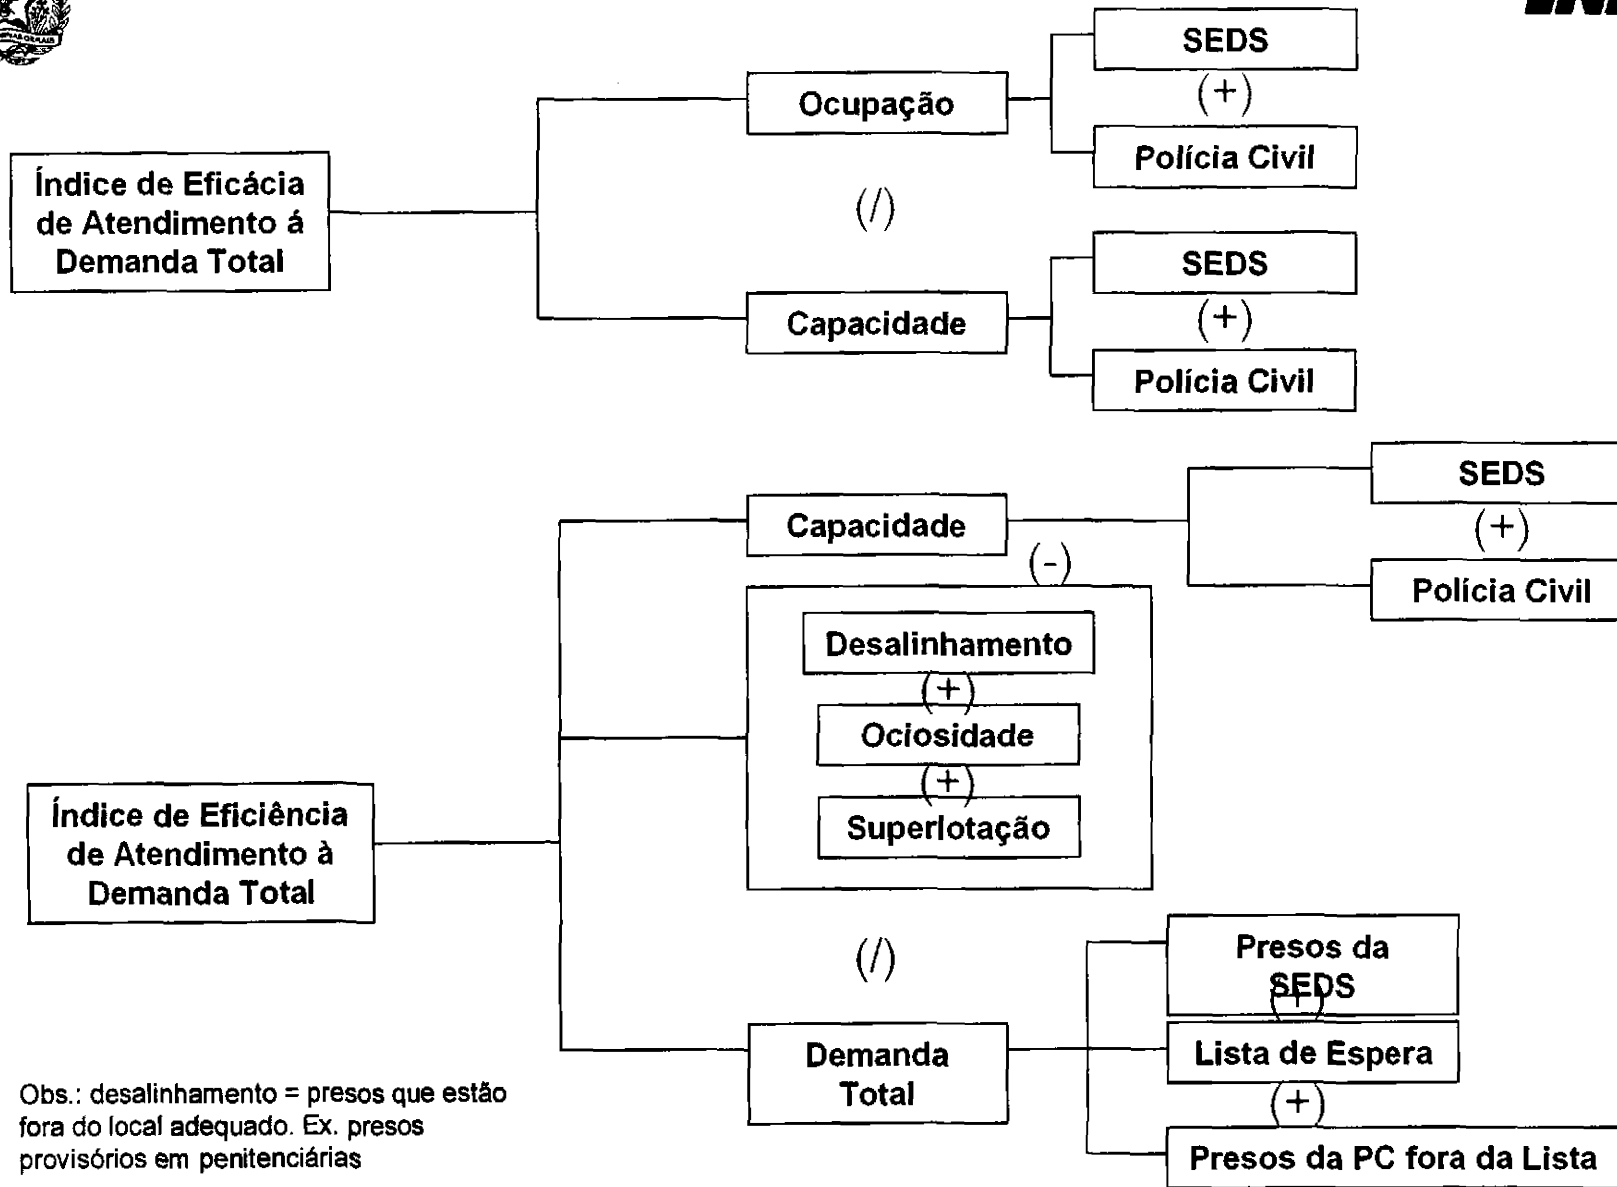 SEDS
(+)
Ocupação
Polícia Civil
Índice de Eficácia
de Atendimento á
Demanda Total
(/)
SEDS
(+)
Capacidade
Polícia Civil
SEDS
Capacidade
(+)
(-)
Polícia Civil
Desalinhamento
(+)
Ociosidade
(+)
Superlotação
Índice de Eficiência
de Atendimento à
Demanda Total
(/)
Presos da
SEDS
(+)
Demanda
Total
Lista de Espera
(+)
Presos da PC fora da Lista
Obs.: desalinhamento = presos que estão
fora do local adequado. Ex. presos
provisórios em penitenciárias